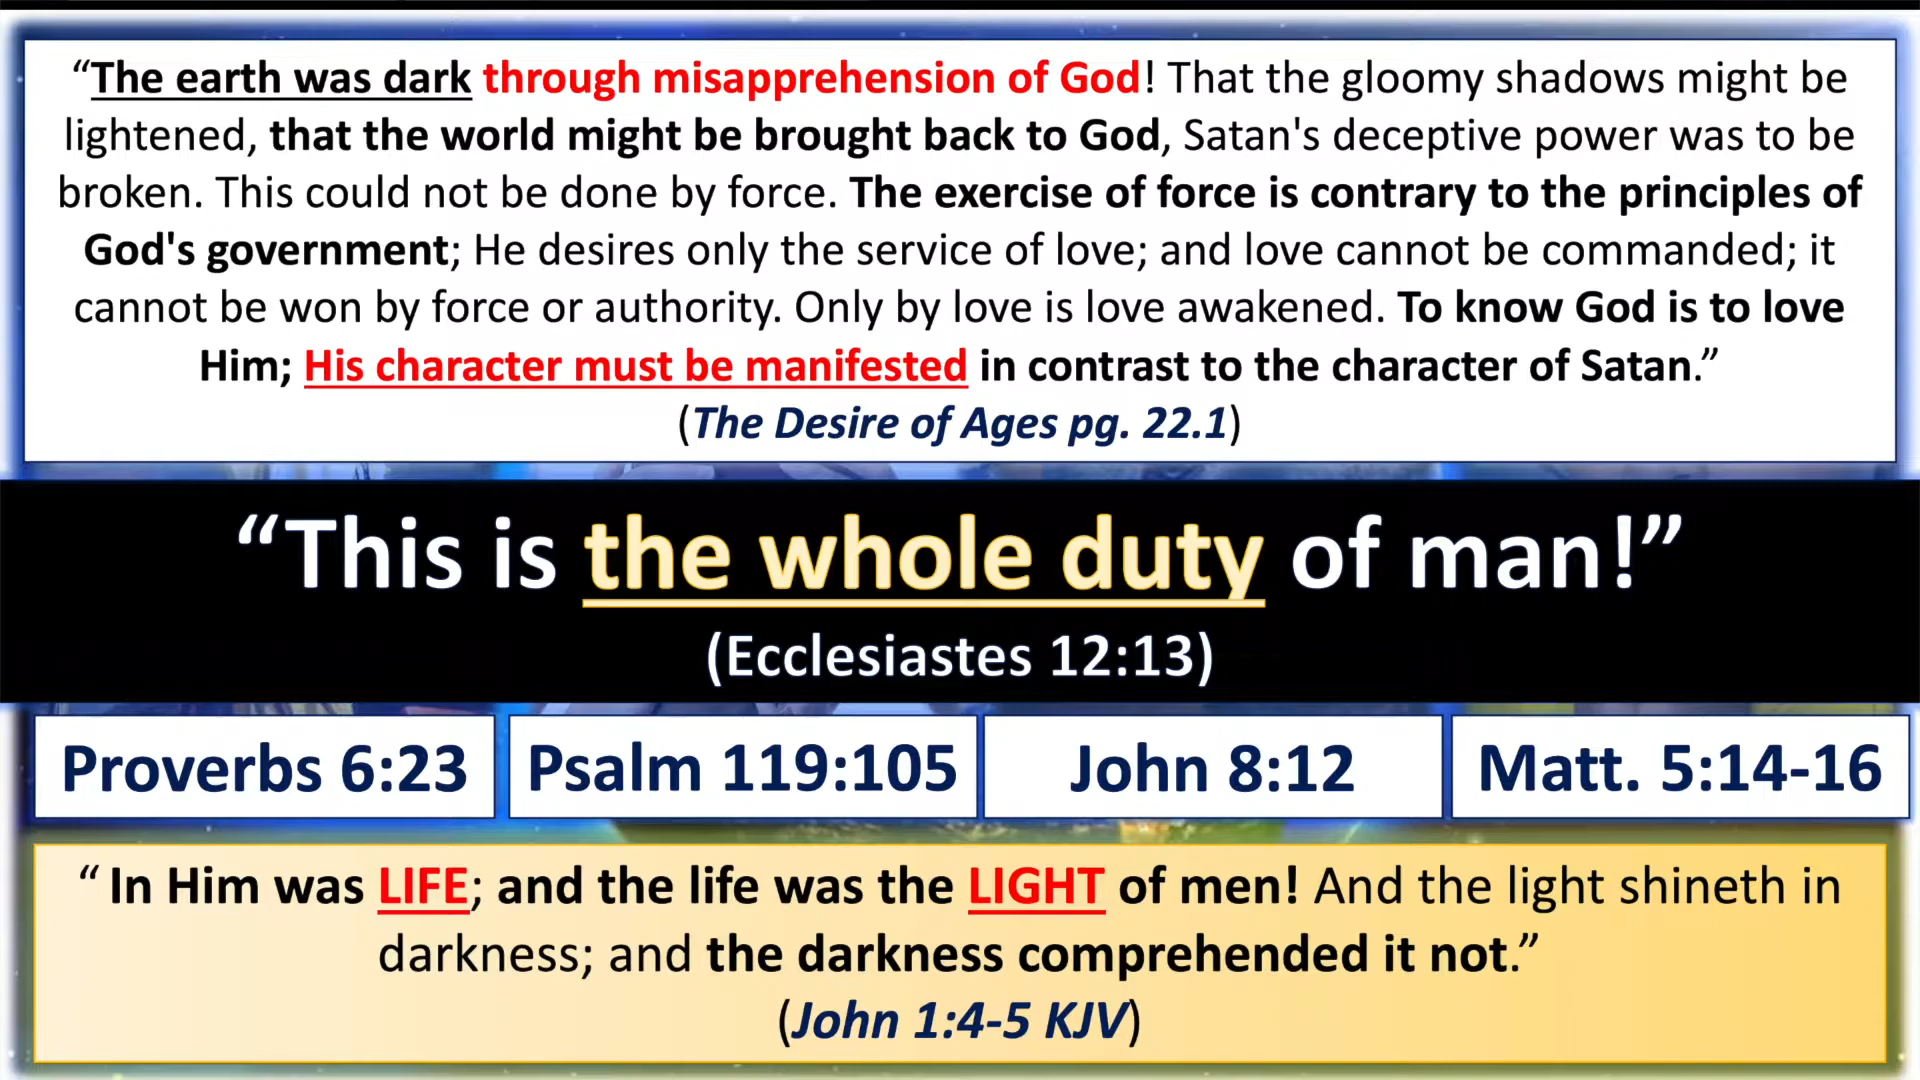 “The earth was dark through misapprehension of God! That the gloomy shadows might be
lightened, that the world might be brought back to God, Satan's deceptive power was to be
broken. This could not be done by force. The exercise of force is contrary to the principles of
God's government; He desires only the service of love; and love cannot be commanded; it
cannot be won by force or authority. Only by love is love awakened. To know God is to love
Him; His character must be manifested in contrast to the character of Satan.”
(The Desire of Ages pg. 22.1)
“This is the whole duty of man!”
(Ecclesiastes 12:13)
Proverbs 6:23 Psalm 119:105 John 8:12 Matt. 5:14-16
“ In Him was LIFE; and the life was the LIGHT of men! And the light shineth in
darkness; and the darkness comprehended it not.”
(John 1:4-5 KJV)